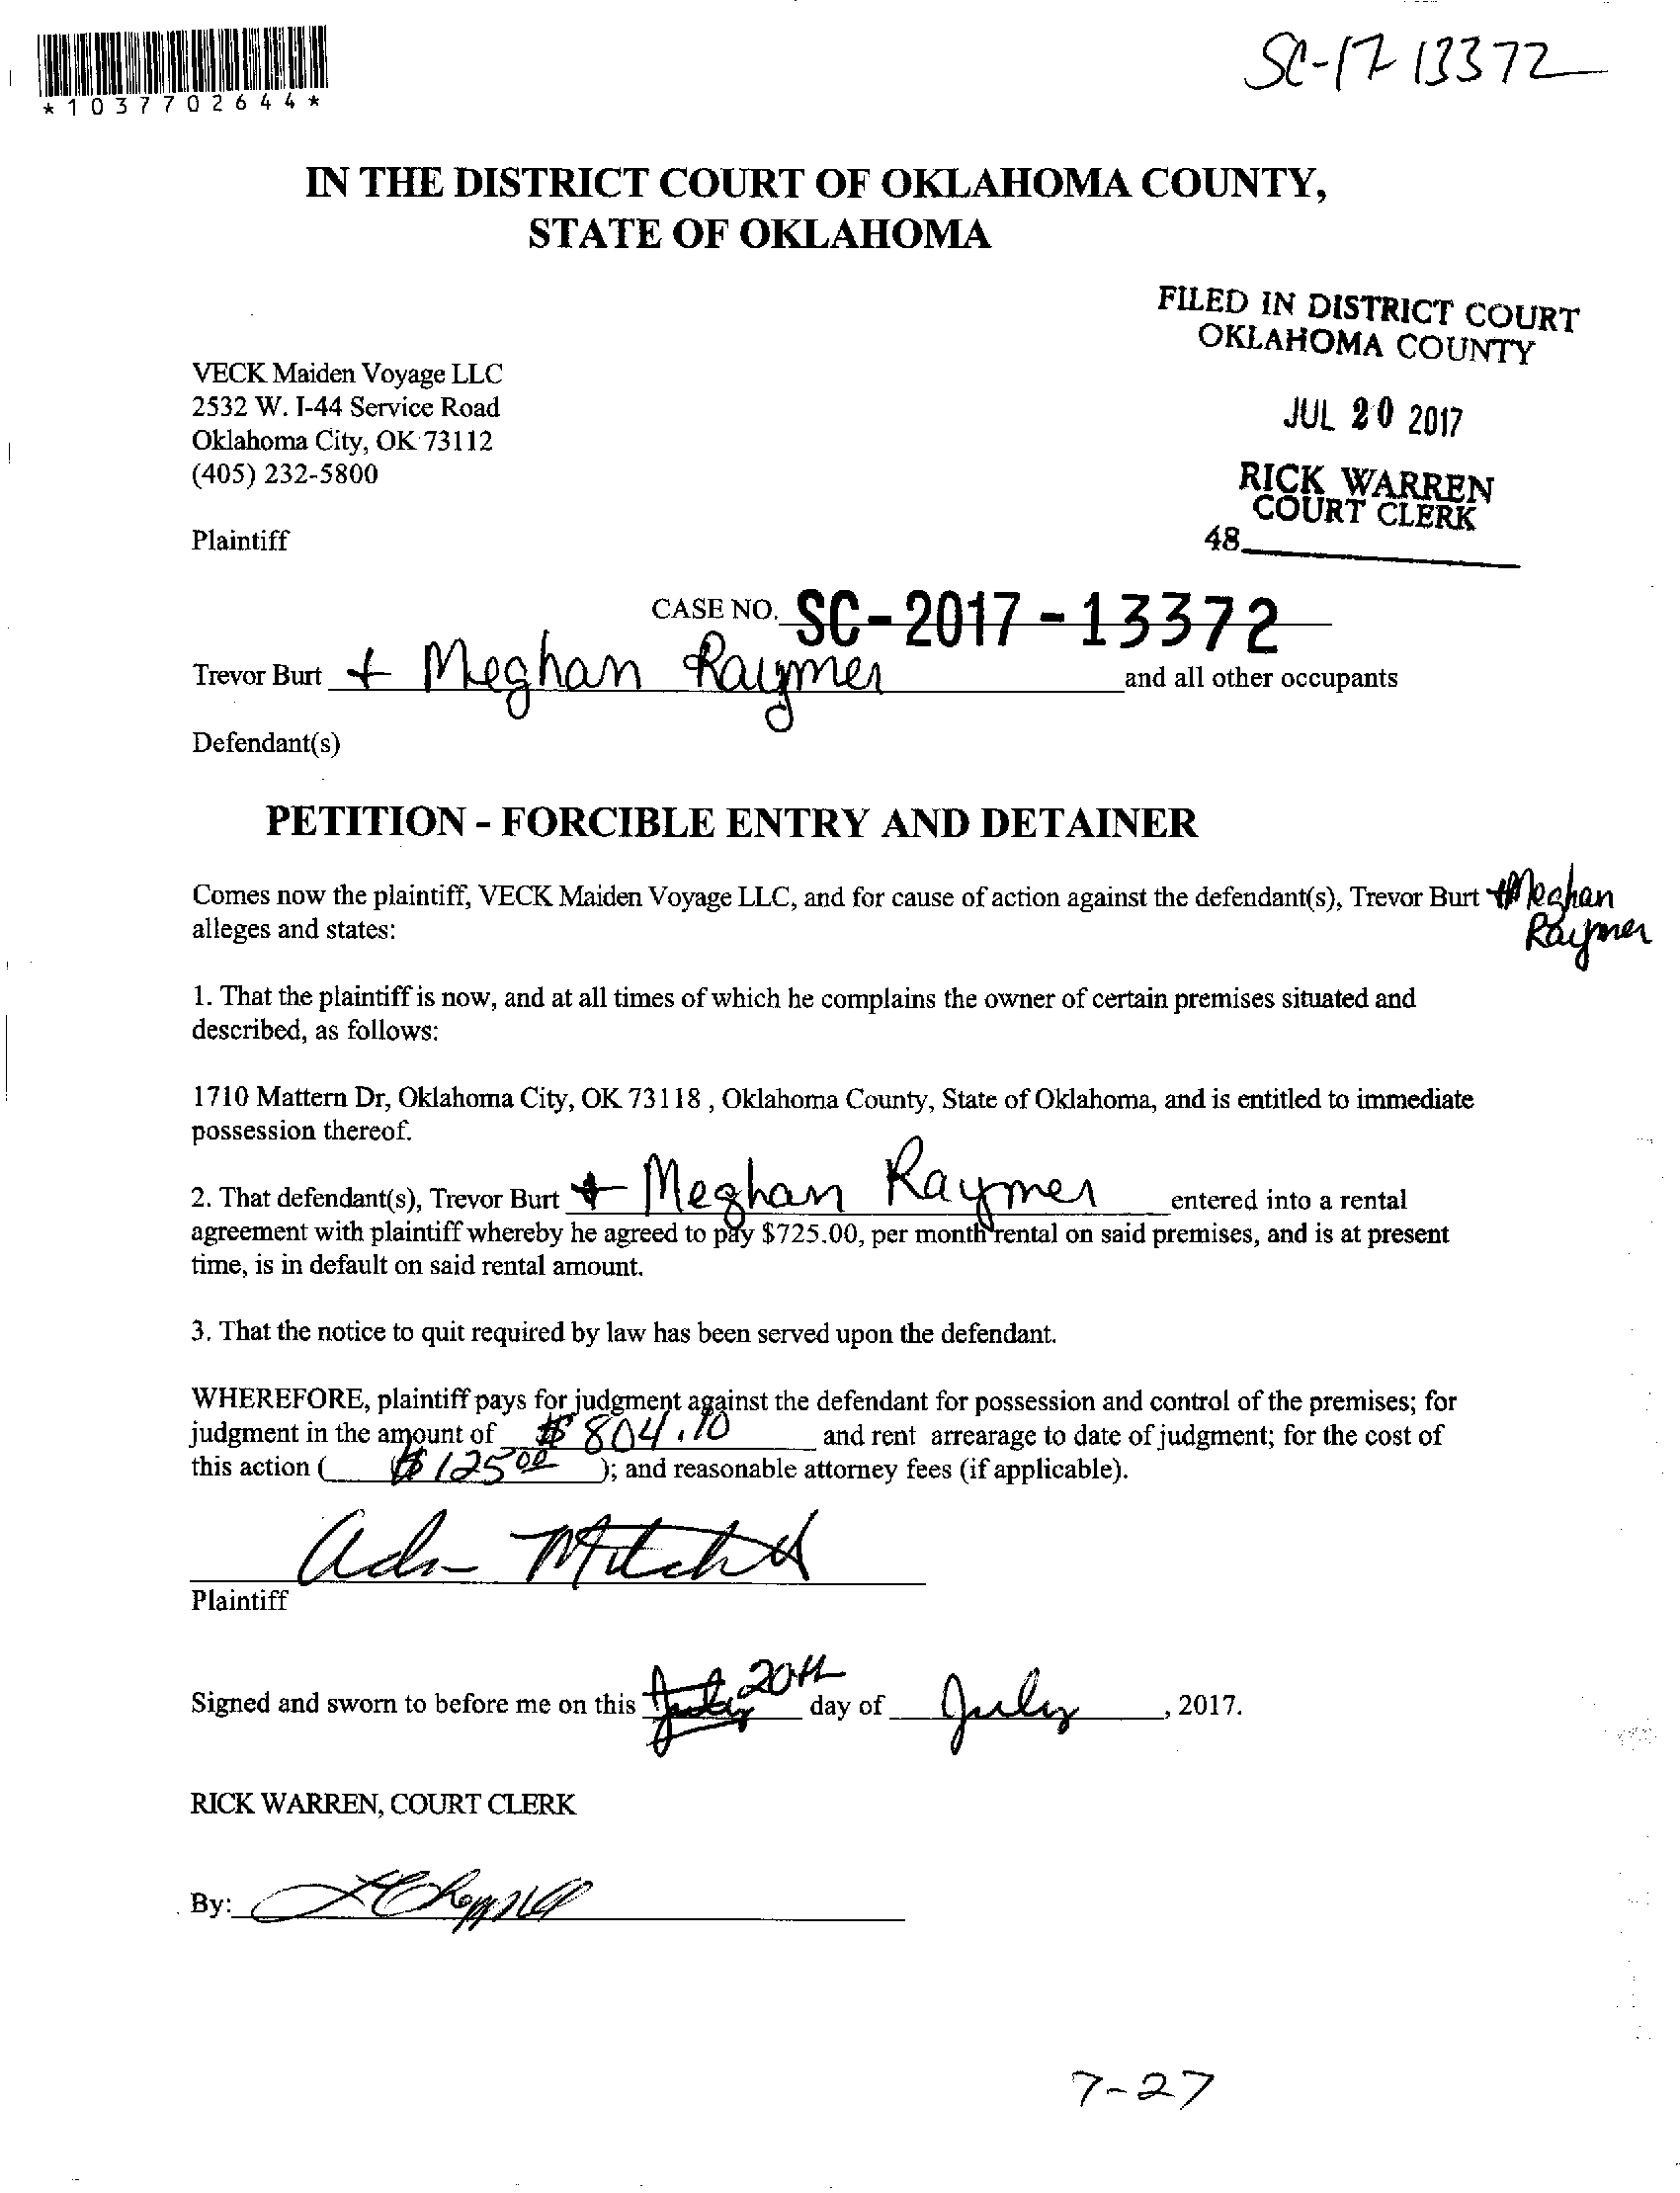 SC-17 13372
*1037702644*
IN THE DISTRICT COURT OF OKLAHOMA COUNTY,
STATE OF OKLAHOMA
FILED IN DISTRICT COURT
OKLAHOMA COUNTY
JUL 20 2017
RICK WARREN
COURT CLERK
48
VECK Maiden Voyage LLC
2532 W. I-44 Service Road
Oklahoma City, OK 73112
(405) 232-5800
Plaintiff
CASE NO. SC-2017-13372
Trevor Burt + Meghan Raymer and all other occupants
Defendant(s)
PETITION - FORCIBLE ENTRY AND DETAINER
Comes now the plaintiff, VECK Maiden Voyage LLC, and for cause of action against the defendant(s), Trevor Burt + Meghan
Raymer
alleges and states:
1. That the plaintiff is now, and at all times of which he complains the owner of certain premises situated and
described, as follows:
1710 Mattern Dr, Oklahoma City, OK 73118 , Oklahoma County, State of Oklahoma, and is entitled to immediate
possession thereof.
2. That defendant(s), Trevor Burt + Meghan Raymer entered into a rental
agreement with plaintiff whereby he agreed to pay $725.00, per month rental on said premises, and is at present
time, is in default on said rental amount.
3. That the notice to quit required by law has been served upon the defendant.
WHEREFORE, plaintiff pays for judgment against the defendant for possession and control of the premises; for
judgment in the amount of $804.10 and rent arrearage to date of judgment; for the cost of
this action ( $125.00 ); and reasonable attorney fees (if applicable).
Plaintiff
Signed and sworn to before me on this July 20th day of July, 2017.
RICK WARREN, COURT CLERK
By:
7-27